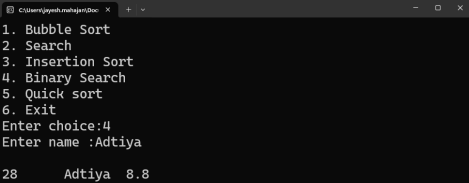 C:\Users\jayesh.mahajan\Doc
1. Bubble Sort
2. Search
3. Insertion Sort
4. Binary Search
5. Quick sort
6. Exit
Enter choice:4
Enter name :Adtiya
28 Adtiya 8.8